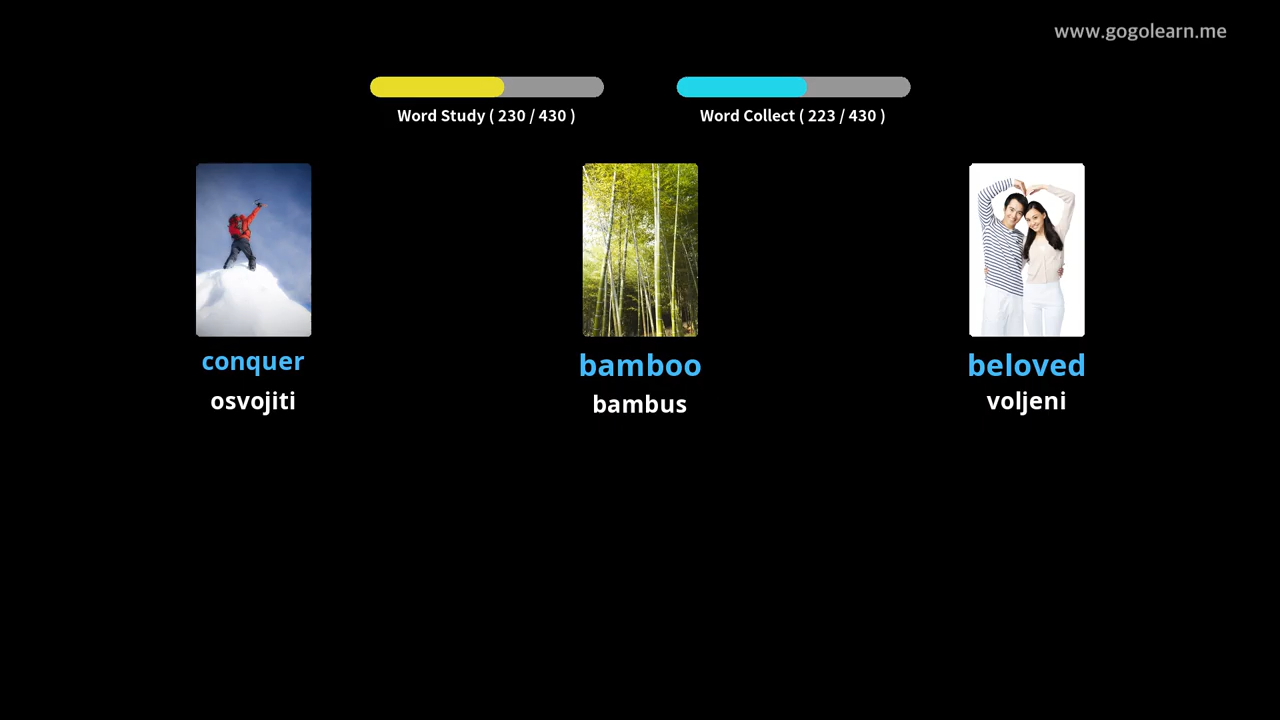 www.gogolearn.me
Word Study ( 230 / 430 )
Word Collect ( 223 / 430 )
conquer
osvojiti
bamboo
bambus
beloved
voljeni